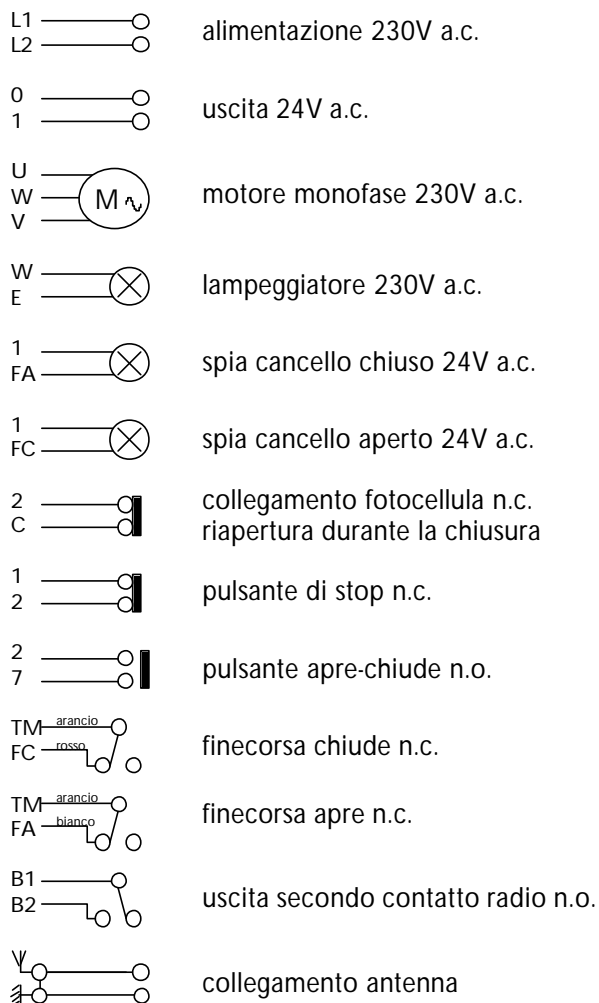 L1
L2
alimentazione 230V a.c.
0
1
uscita 24V a.c.
U
W
V
M
motore monofase 230V a.c.
W
E
lampeggiatore 230V a.c.
1
FA
spia cancello chiuso 24V a.c.
1
FC
spia cancello aperto 24V a.c.
2
C
collegamento fotocellula n.c.
riapertura durante la chiusura
1
2
pulsante di stop n.c.
2
7
pulsante apre-chiude n.o.
TM arancio
FC rosso
finecorsa chiude n.c.
TM arancio
FA bianco
finecorsa apre n.c.
B1
B2
uscita secondo contatto radio n.o.
collegamento antenna